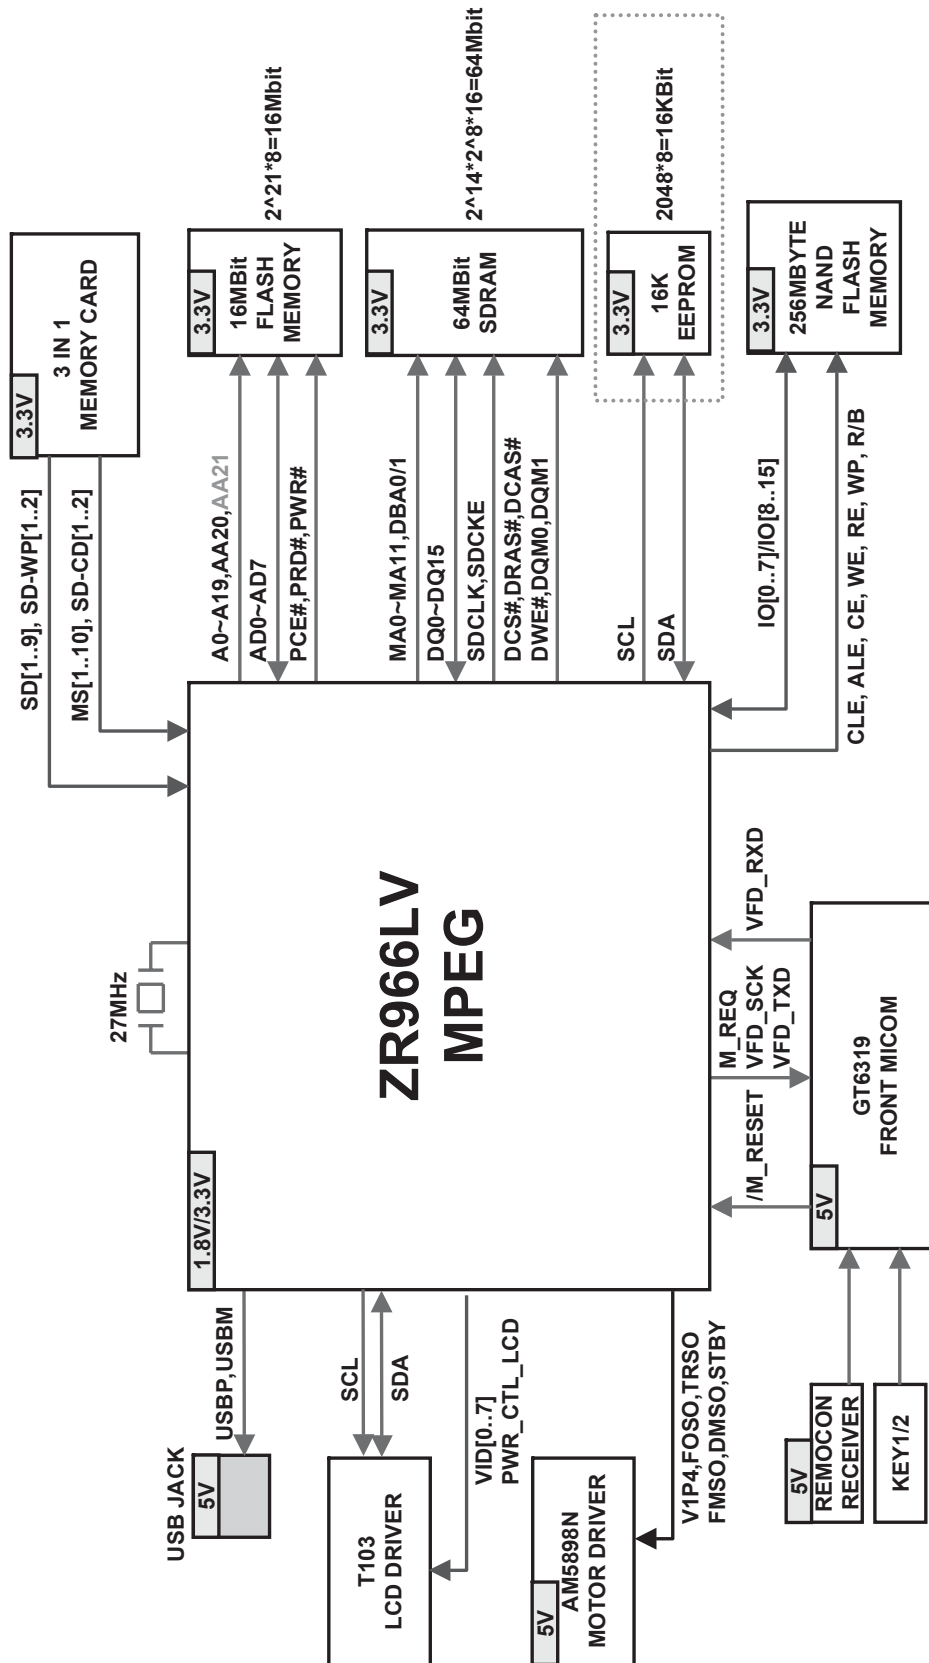 3.3V
3 IN 1
MEMORY CARD
SD[1..9], SD-WP[1..2]
MS[1..10], SD-CD[1..2]
3.3V
16MBit
FLASH
MEMORY
2^21*8=16Mbit
A0~A19,AA20,AA21
AD0~AD7
PCE#,PRD#,PWR#
3.3V
64MBit
SDRAM
2^14*2^8*16=64Mbit
MA0~MA11,DBA0/1
DQ0~DQ15
SDCLK,SDCKE
DCS#,DRAS#,DCAS#
DWE#,DQM0,DQM1
3.3V
16K
EEPROM
2048*8=16KBit
SCL
SDA
3.3V
256MBYTE
NAND
FLASH
MEMORY
IO[0..7]/IO[8..15]
CLE, ALE, CE, WE, RE, WP, R/B
27MHz
1.8V/3.3V
ZR966LV
MPEG
USB JACK
5V
USBP,USBM
T103
LCD DRIVER
SCL
SDA
VID[0..7]
PWR_CTL_LCD
5V
AM5898N
MOTOR DRIVER
V1P4,FOSO,TRSO
FMSO,DMSO,STBY
/M_RESET
M_REQ
VFD_SCK
VFD_TXD
VFD_RXD
5V
GT6319
FRONT MICOM
5V
REMOCON
RECEIVER
KEY1/2